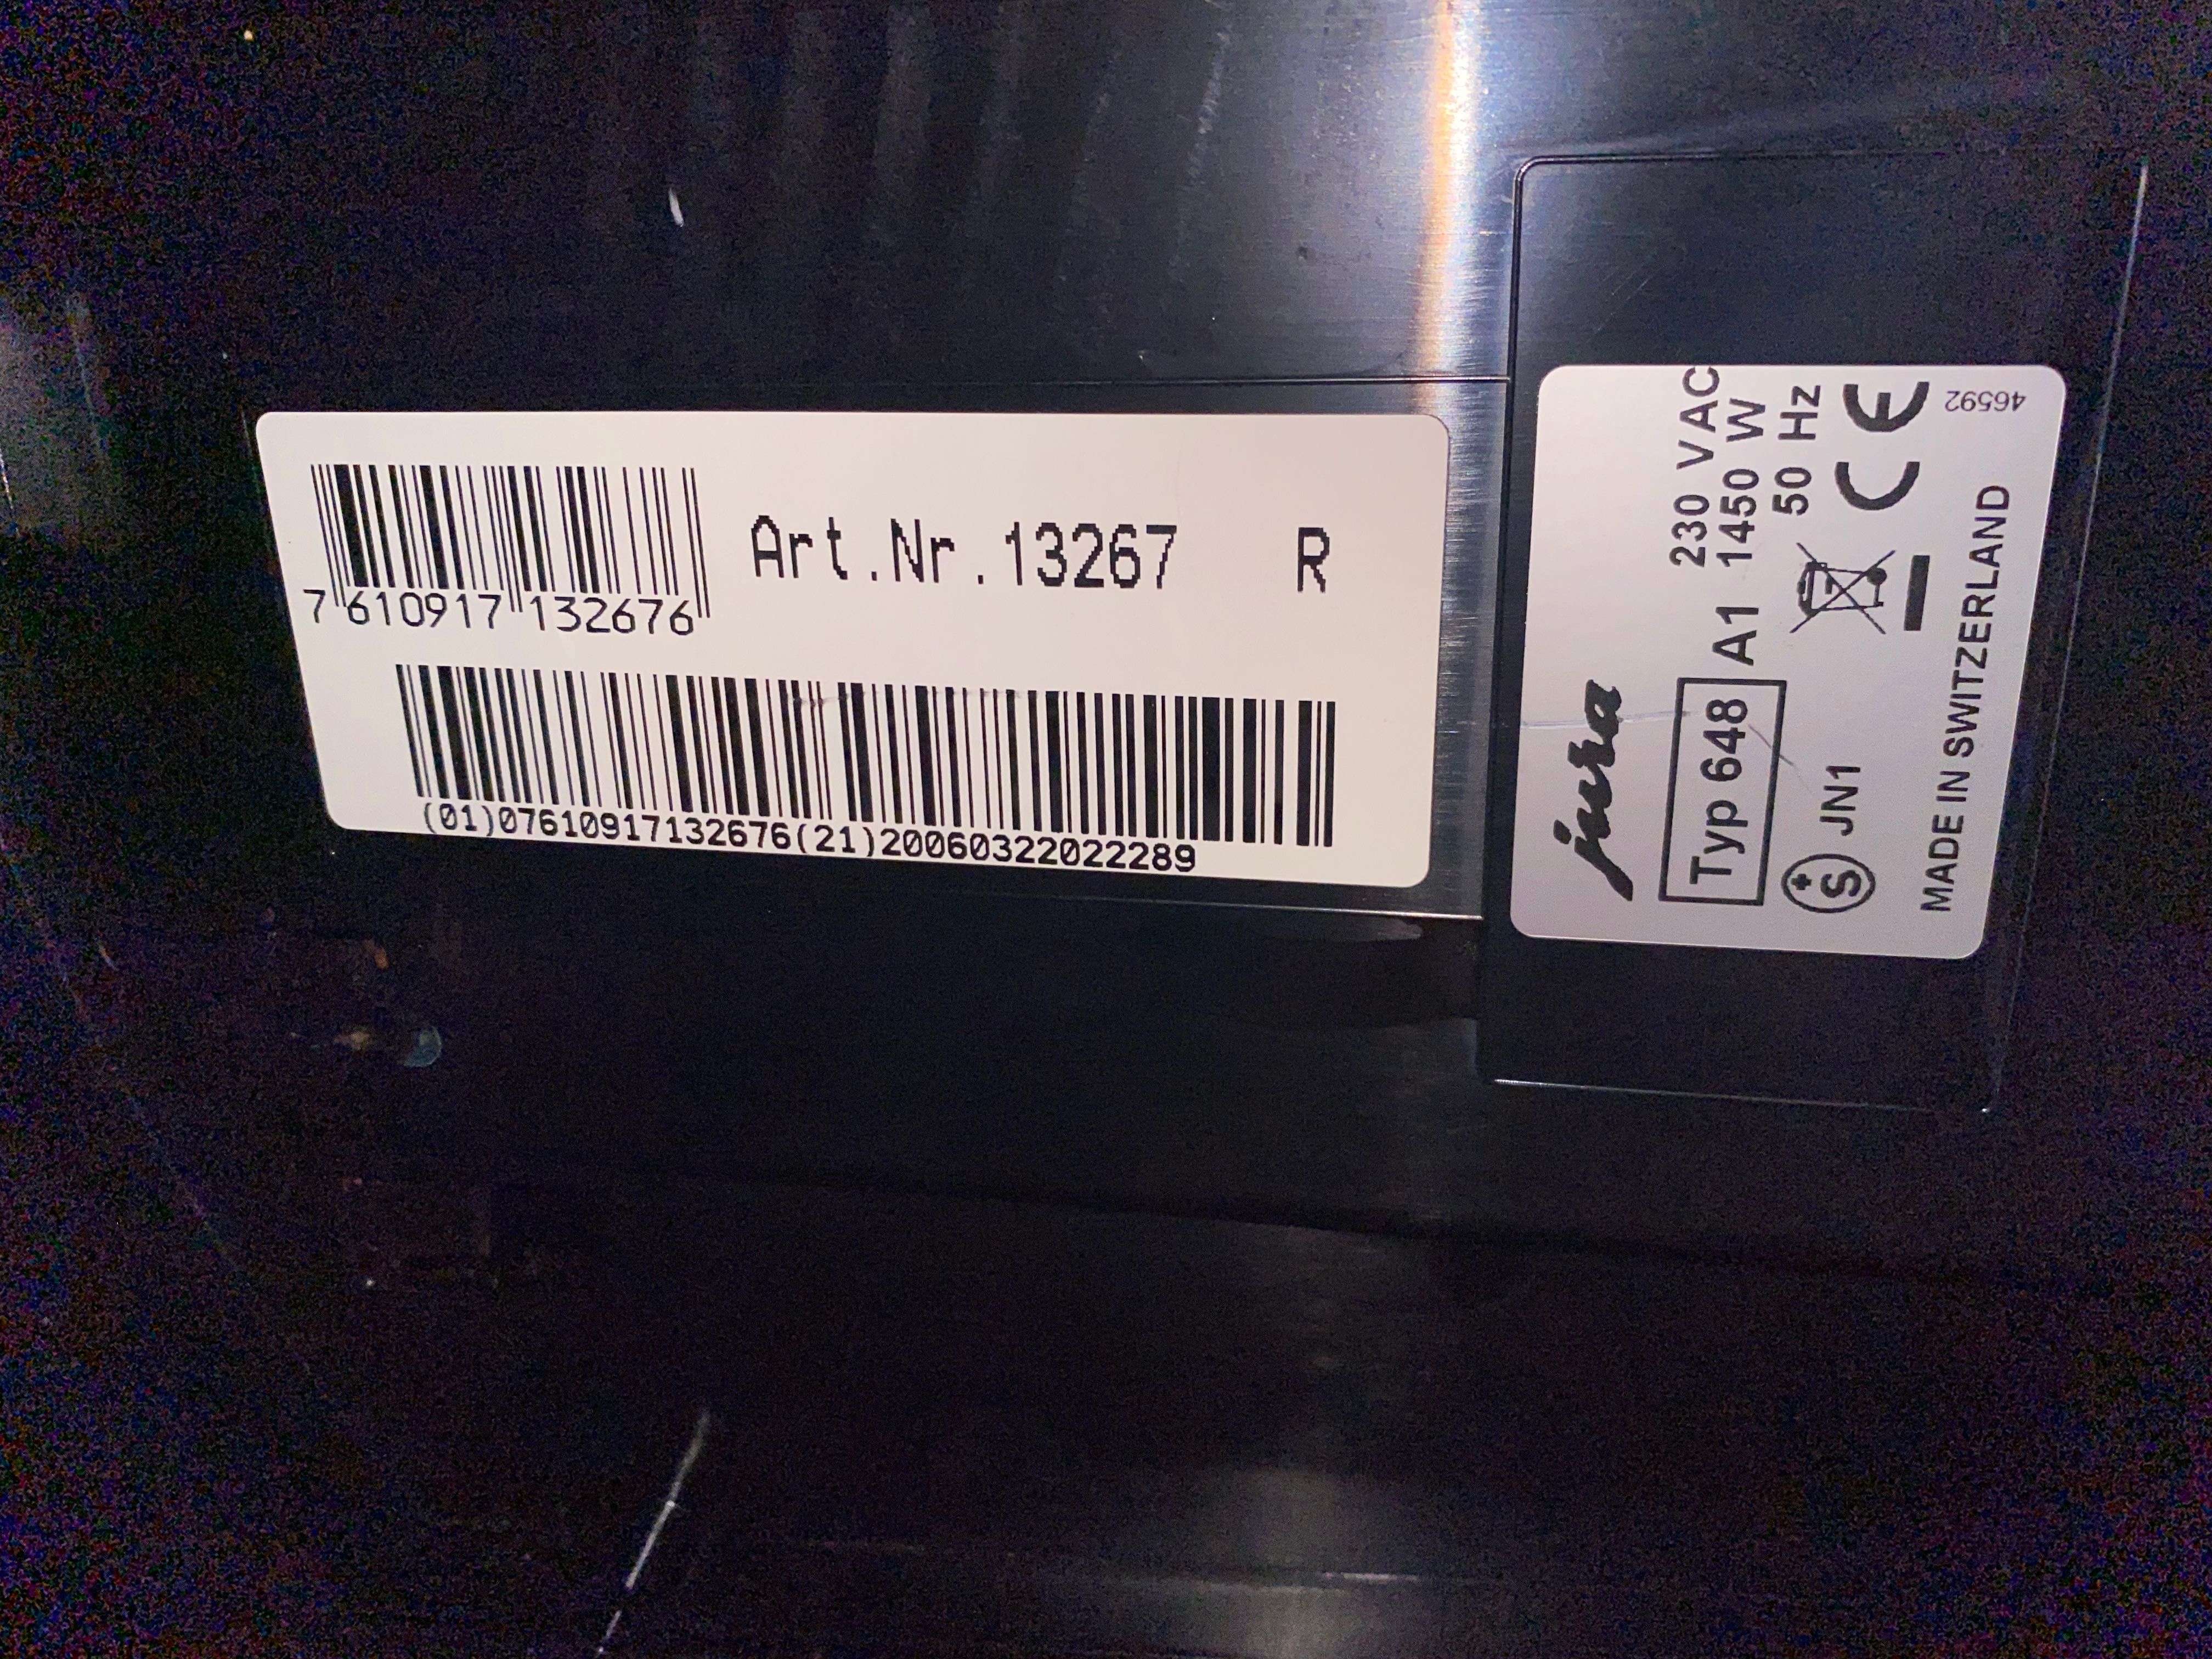 7 610917 132676
Art.Nr.13267 R
(01)07610917132676(21)20060322022289
jura
230 VAC
Typ 648 A1 1450 W
50 Hz
S JN1
CE
MADE IN SWITZERLAND
46592